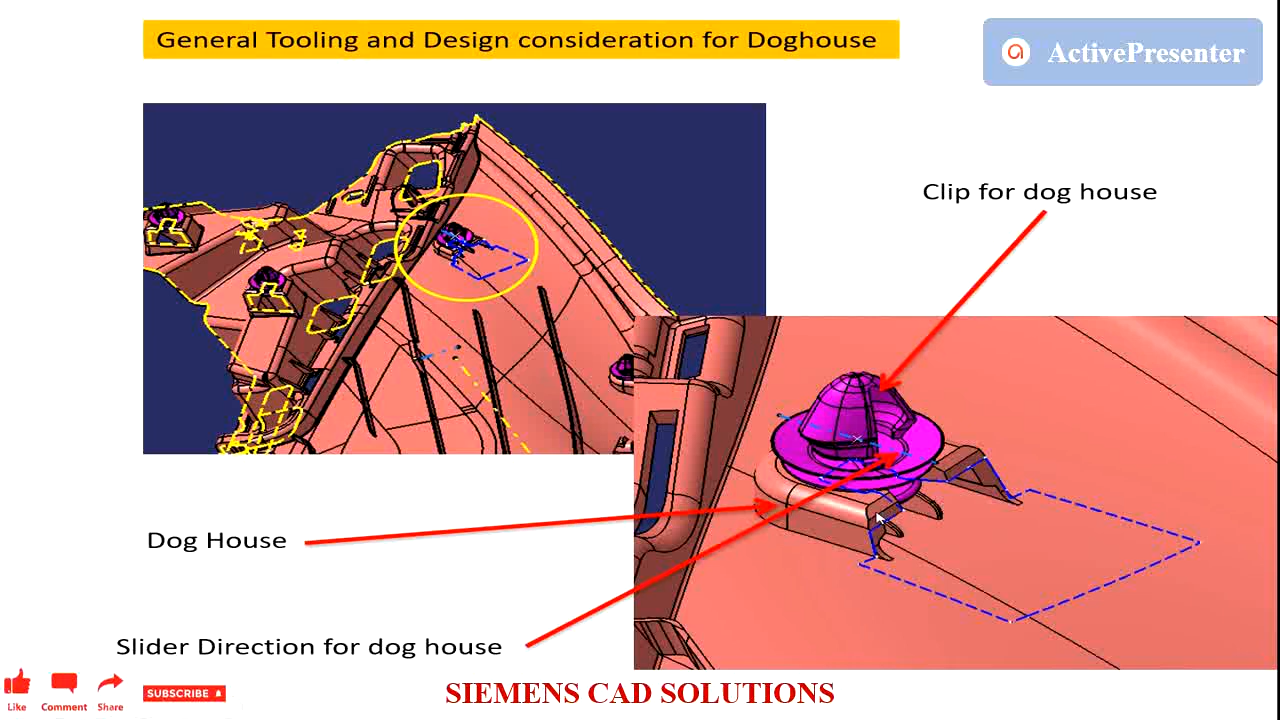 General Tooling and Design consideration for Doghouse
ActivePresenter
Clip for dog house
Dog House
Slider Direction for dog house
Like
Comment
Share
SUBSCRIBE
SIEMENS CAD SOLUTIONS